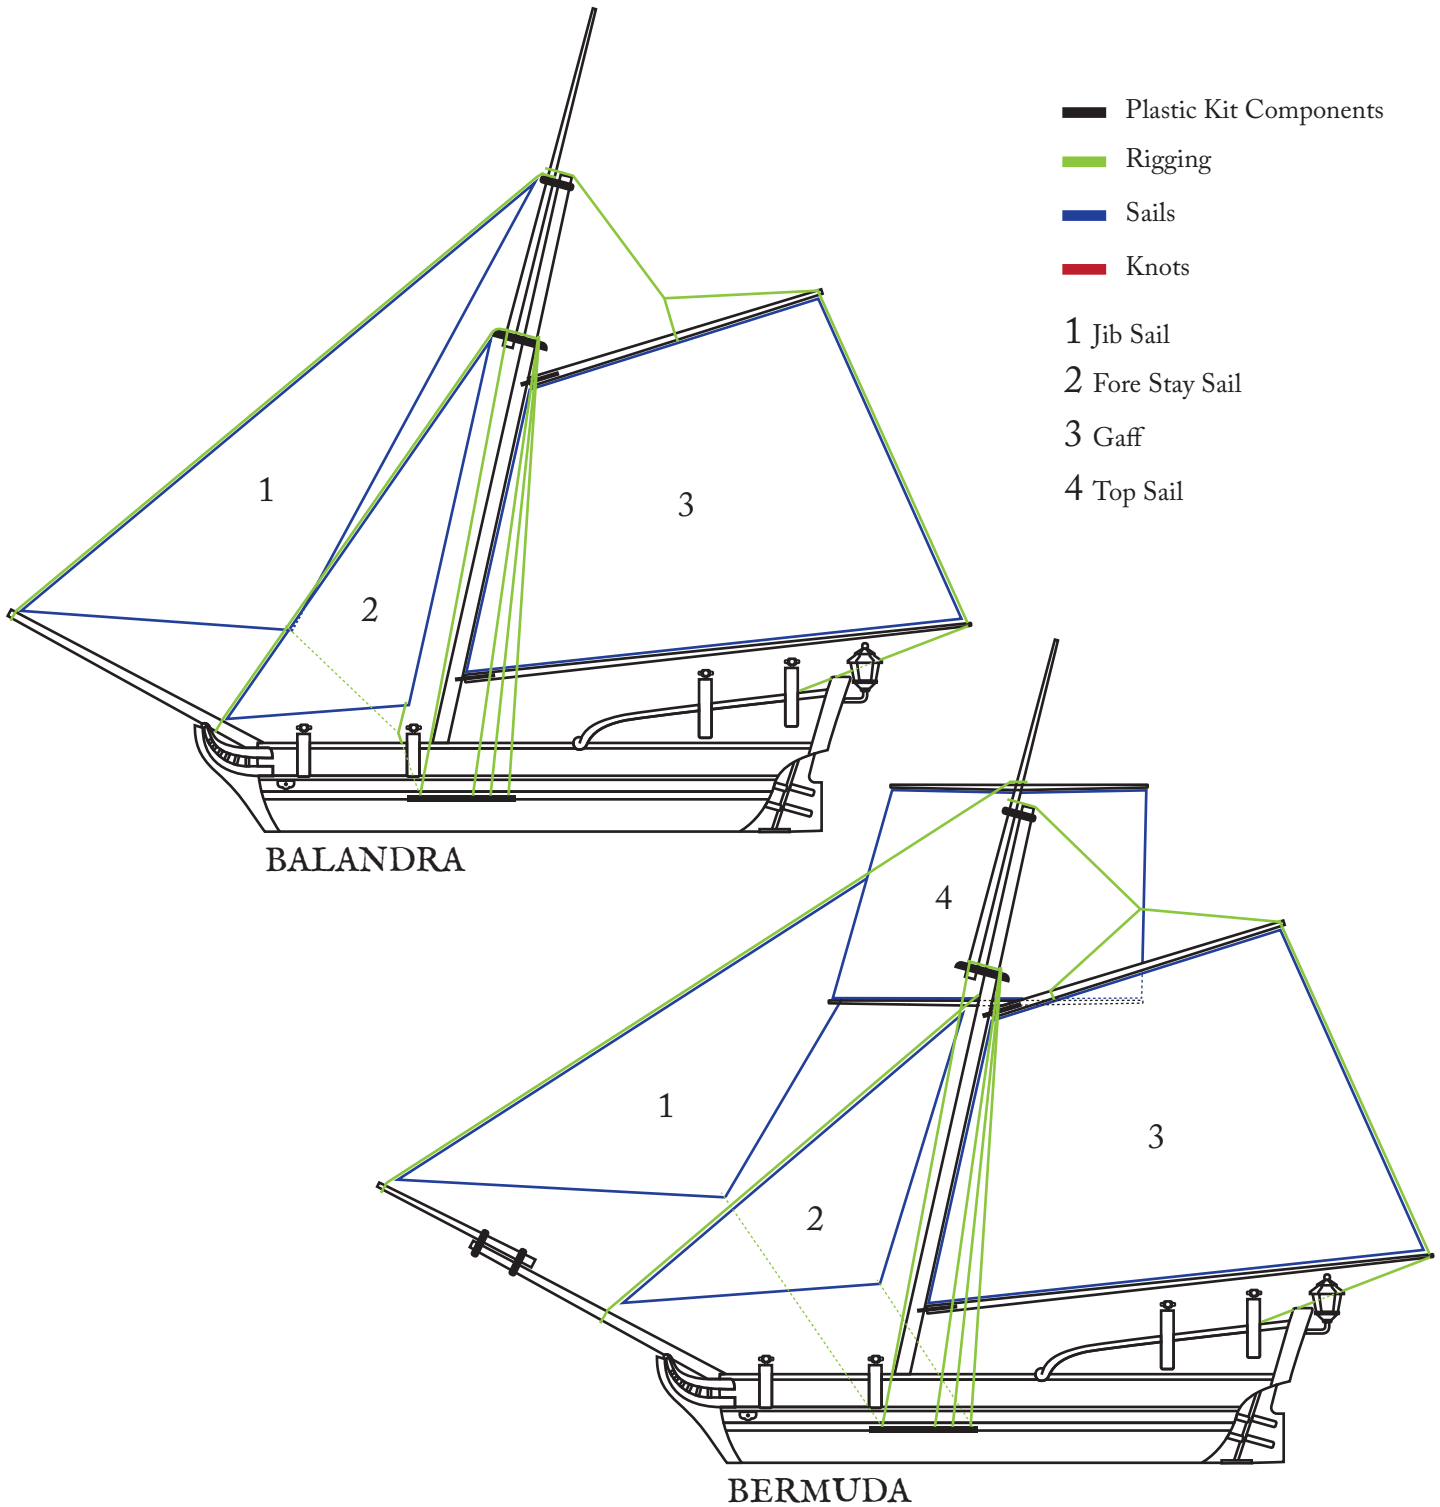 Plastic Kit Components
Rigging
Sails
Knots
1 Jib Sail
2 Fore Stay Sail
3 Gaff
4 Top Sail
1
2
3
BALANDRA
4
1
2
3
BERMUDA